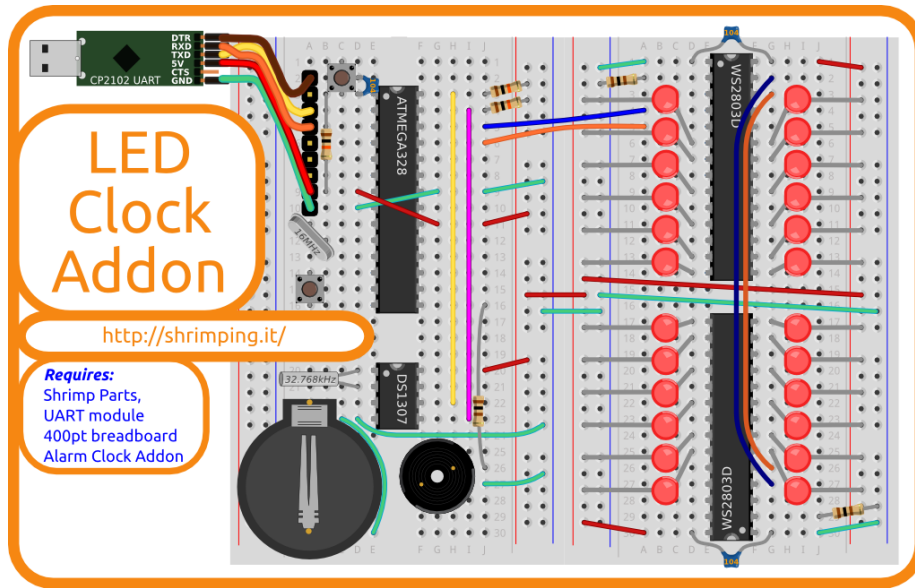 DTR
RXD
TXD
5V
CTS
GND
CP2102 UART
LED
Clock
Addon
http://shrimping.it/
Requires:
Shrimp Parts,
UART module
400pt breadboard
Alarm Clock Addon
104
ATMEGA328
16MHz
32.768kHz
DS1307
104
WS2803D
WS2803D
104